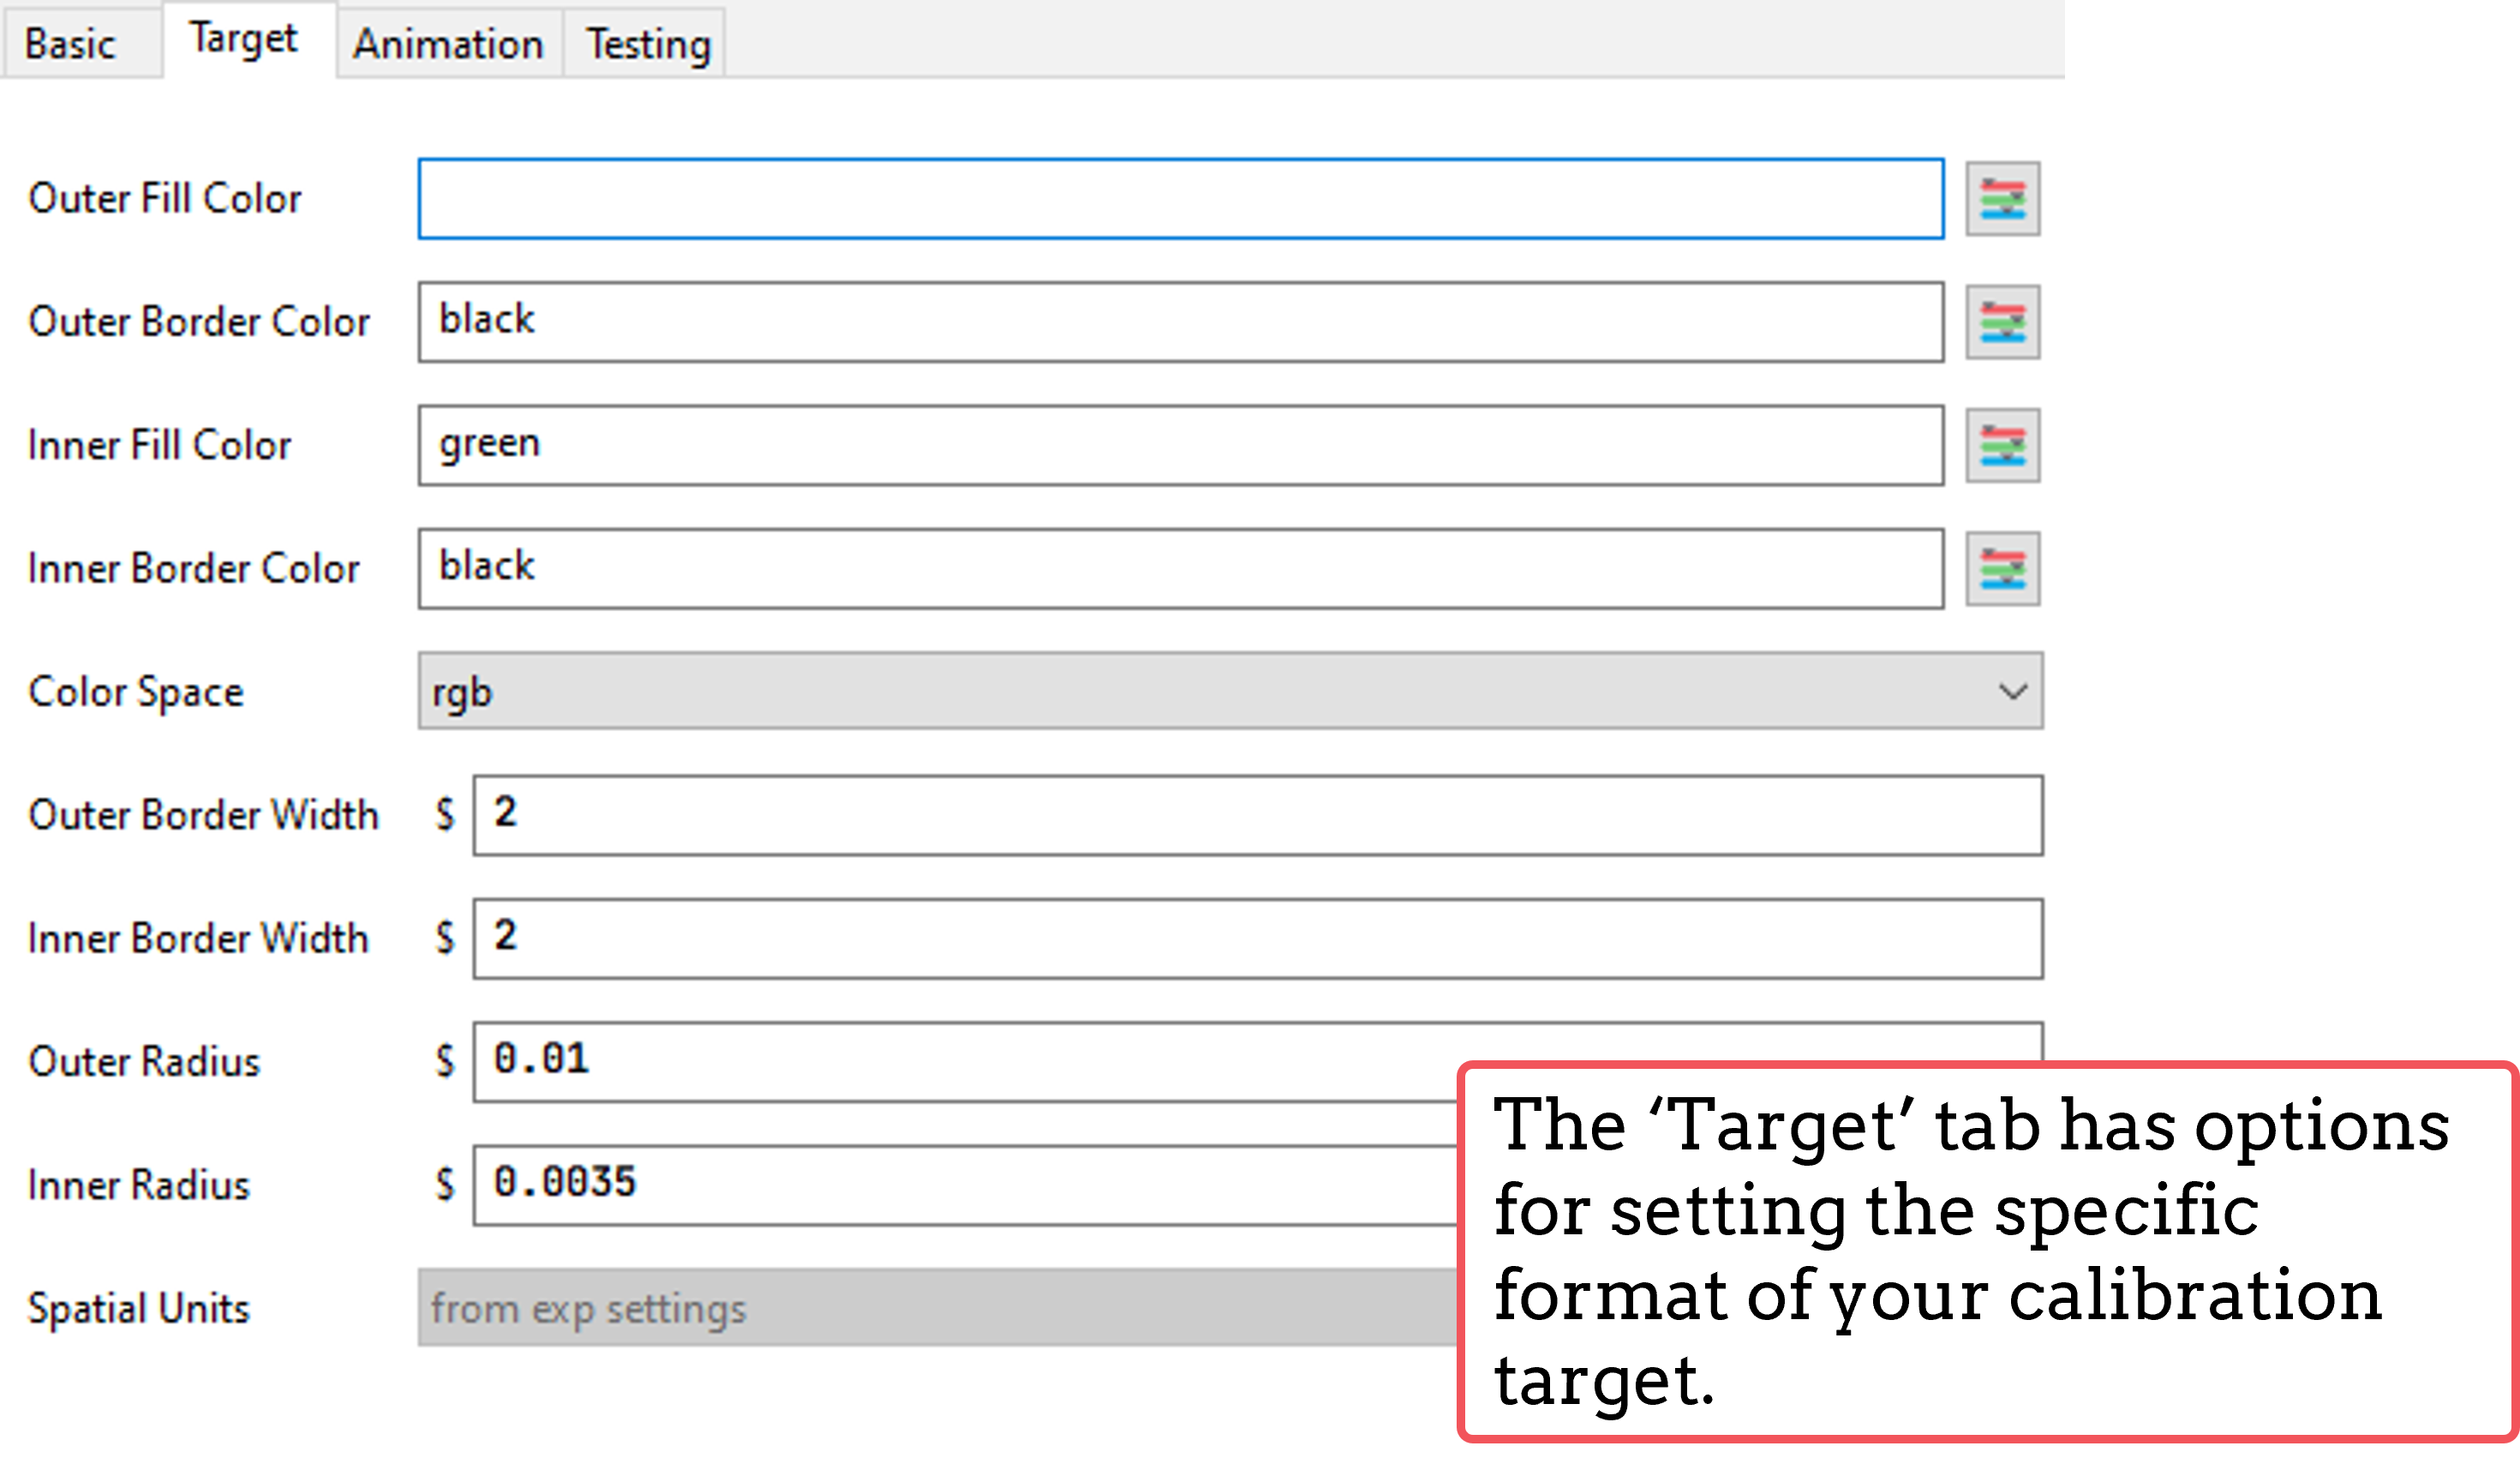 Basic Target Animation Testing
Outer Fill Color
Outer Border Color black
Inner Fill Color green
Inner Border Color black
Color Space rgb
Outer Border Width $ 2
Inner Border Width $ 2
Outer Radius $ 0.01
Inner Radius $ 0.0035
Spatial Units from exp settings
The ‘Target’ tab has options
for setting the specific
format of your calibration
target.